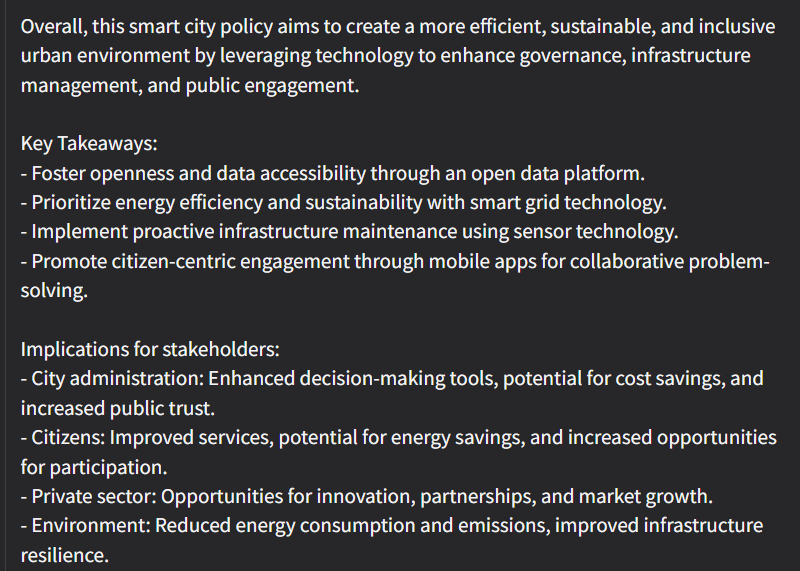 Overall, this smart city policy aims to create a more efficient, sustainable, and inclusive
urban environment by leveraging technology to enhance governance, infrastructure
management, and public engagement.
Key Takeaways:
- Foster openness and data accessibility through an open data platform.
- Prioritize energy efficiency and sustainability with smart grid technology.
- Implement proactive infrastructure maintenance using sensor technology.
- Promote citizen-centric engagement through mobile apps for collaborative problem-
solving.
Implications for stakeholders:
- City administration: Enhanced decision-making tools, potential for cost savings, and
increased public trust.
- Citizens: Improved services, potential for energy savings, and increased opportunities
for participation.
- Private sector: Opportunities for innovation, partnerships, and market growth.
- Environment: Reduced energy consumption and emissions, improved infrastructure
resilience.